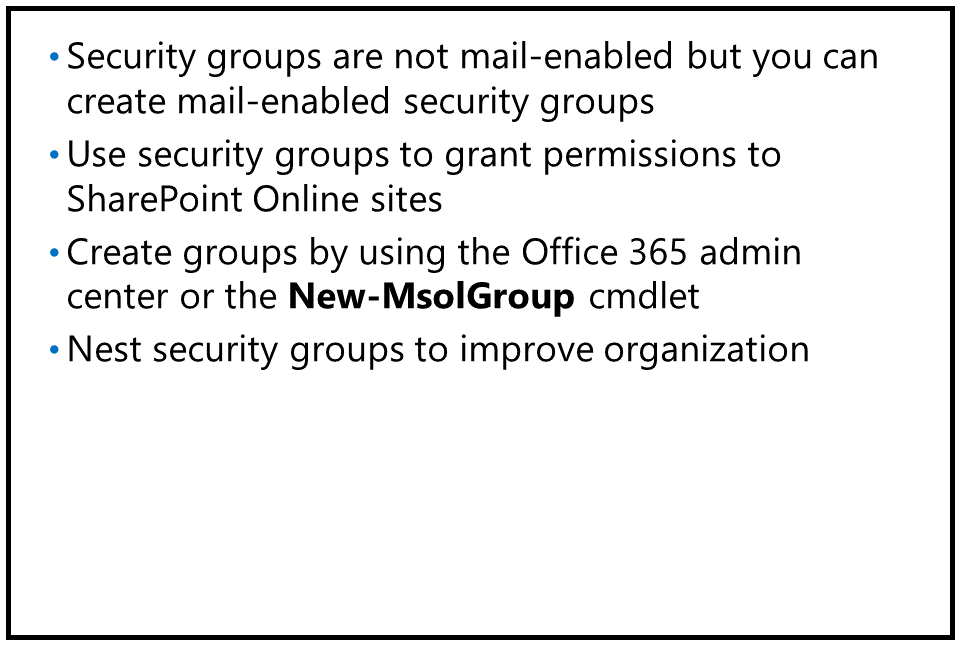 • Security groups are not mail-enabled but you can
create mail-enabled security groups
• Use security groups to grant permissions to
SharePoint Online sites
• Create groups by using the Office 365 admin
center or the New-MsolGroup cmdlet
• Nest security groups to improve organization